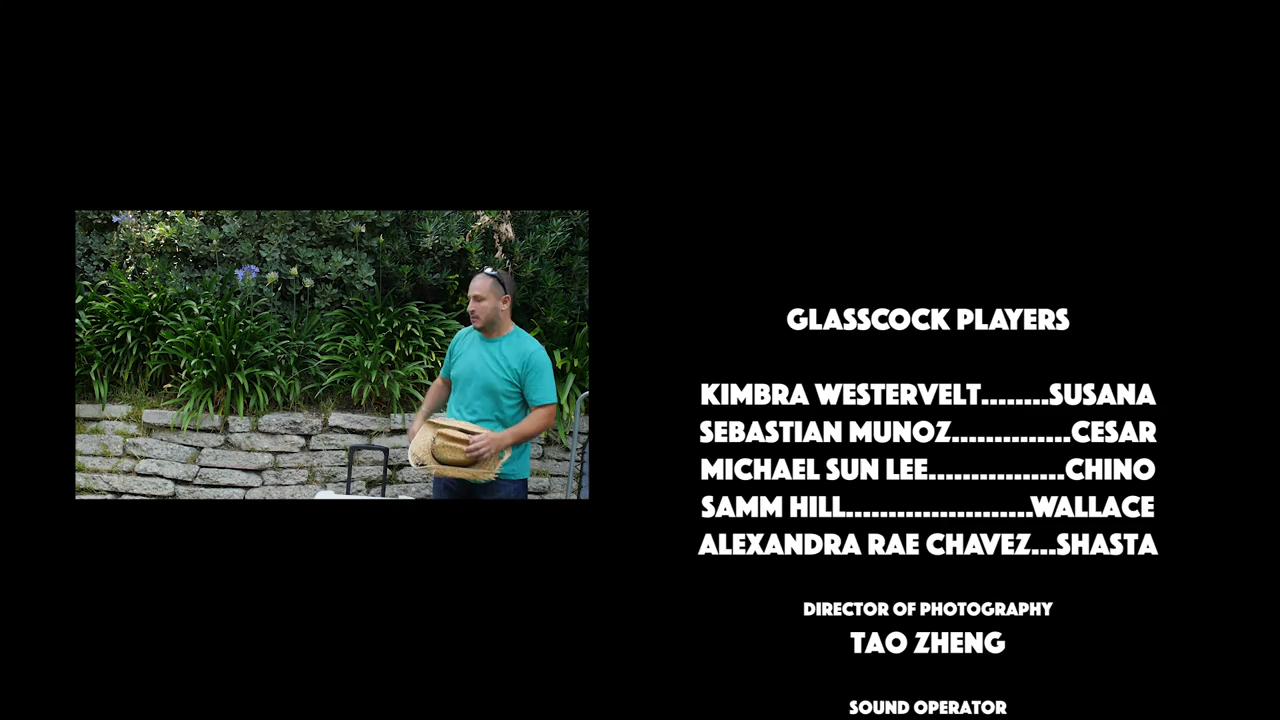 GLASSCOCK PLAYERS
KIMBRA WESTERVELT........SUSANA
SEBASTIAN MUNOZ..............CESAR
MICHAEL SUN LEE................CHINO
SAMM HILL......................WALLACE
ALEXANDRA RAE CHAVEZ...SHASTA
DIRECTOR OF PHOTOGRAPHY
TAO ZHENG
SOUND OPERATOR